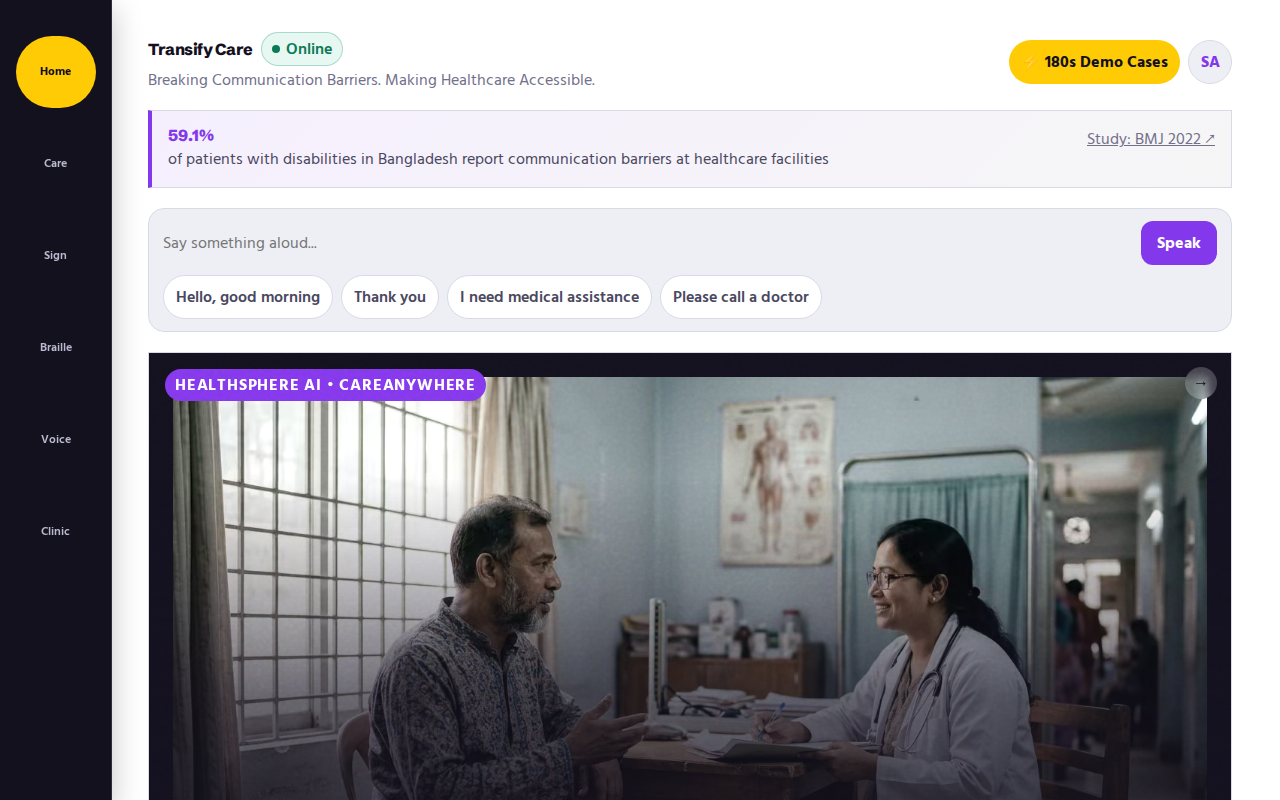 Home
Care
Sign
Braille
Voice
Clinic
Transify Care
Online
Breaking Communication Barriers. Making Healthcare Accessible.
⚡ 180s Demo Cases
SA
59.1%
of patients with disabilities in Bangladesh report communication barriers at healthcare facilities
Study: BMJ 2022 ↗
Say something aloud...
Speak
Hello, good morning
Thank you
I need medical assistance
Please call a doctor
HEALTHSPHERE AI • CAREANYWHERE
→